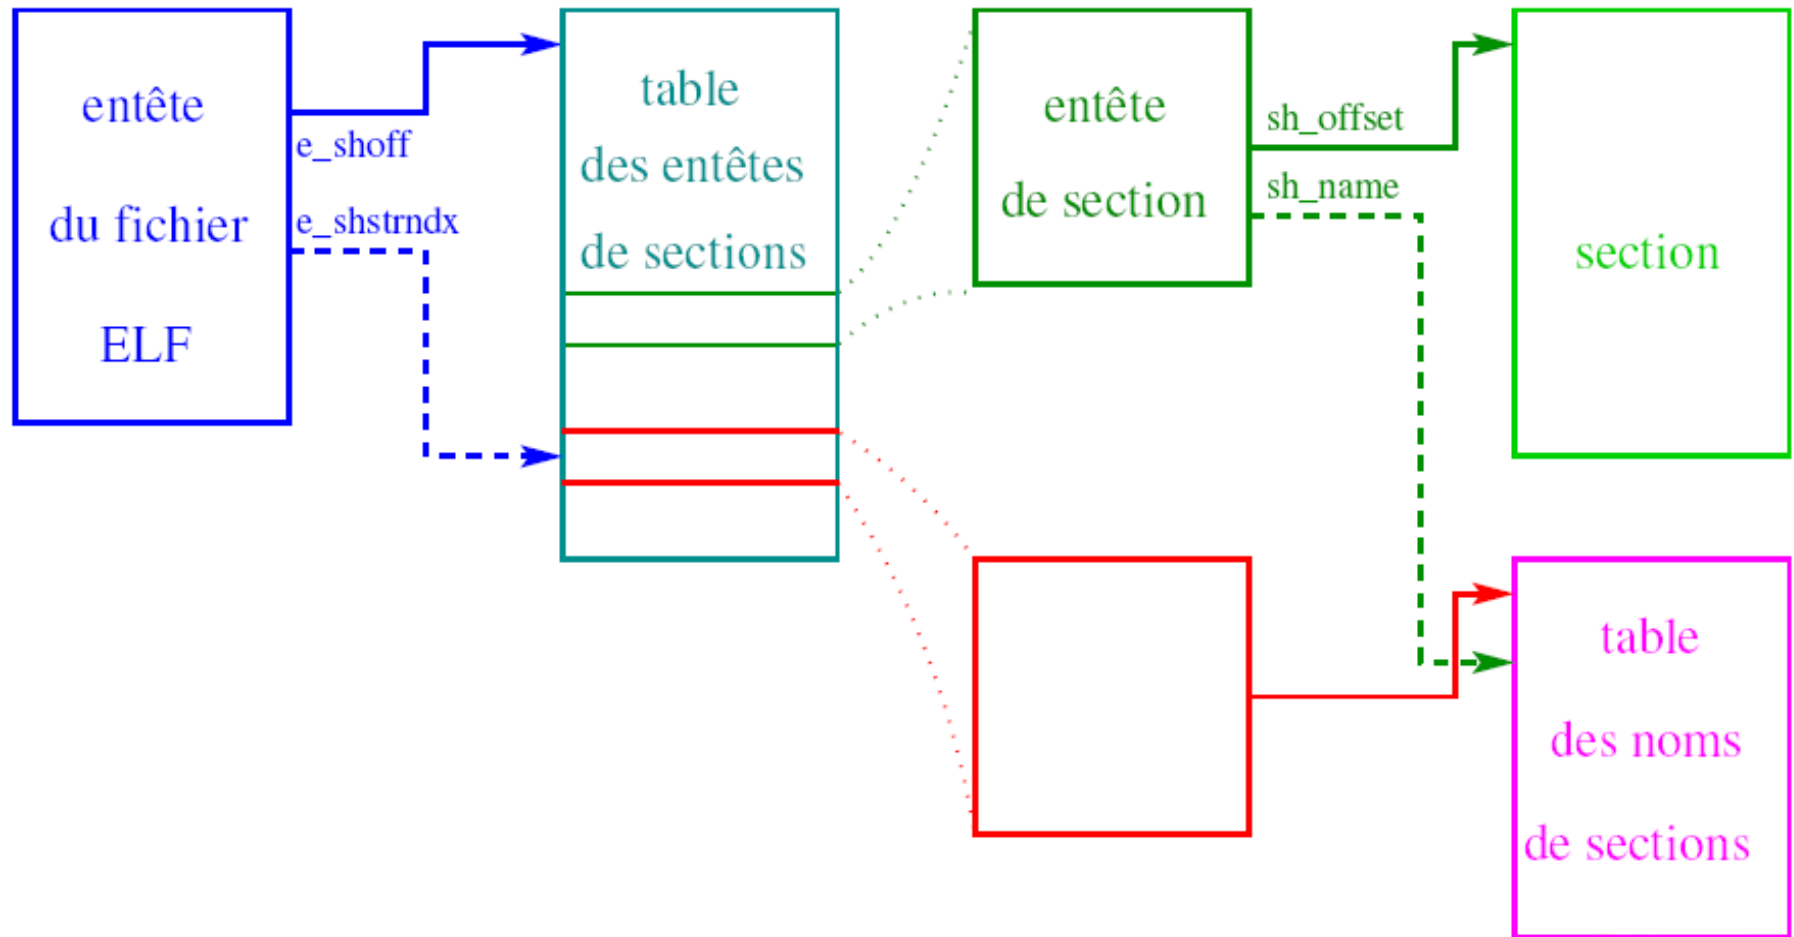 entête
du fichier
ELF
e_shoff
e_shstrndx
table
des entêtes
de sections
entête
de section
sh_offset
sh_name
section
table
des noms
de sections